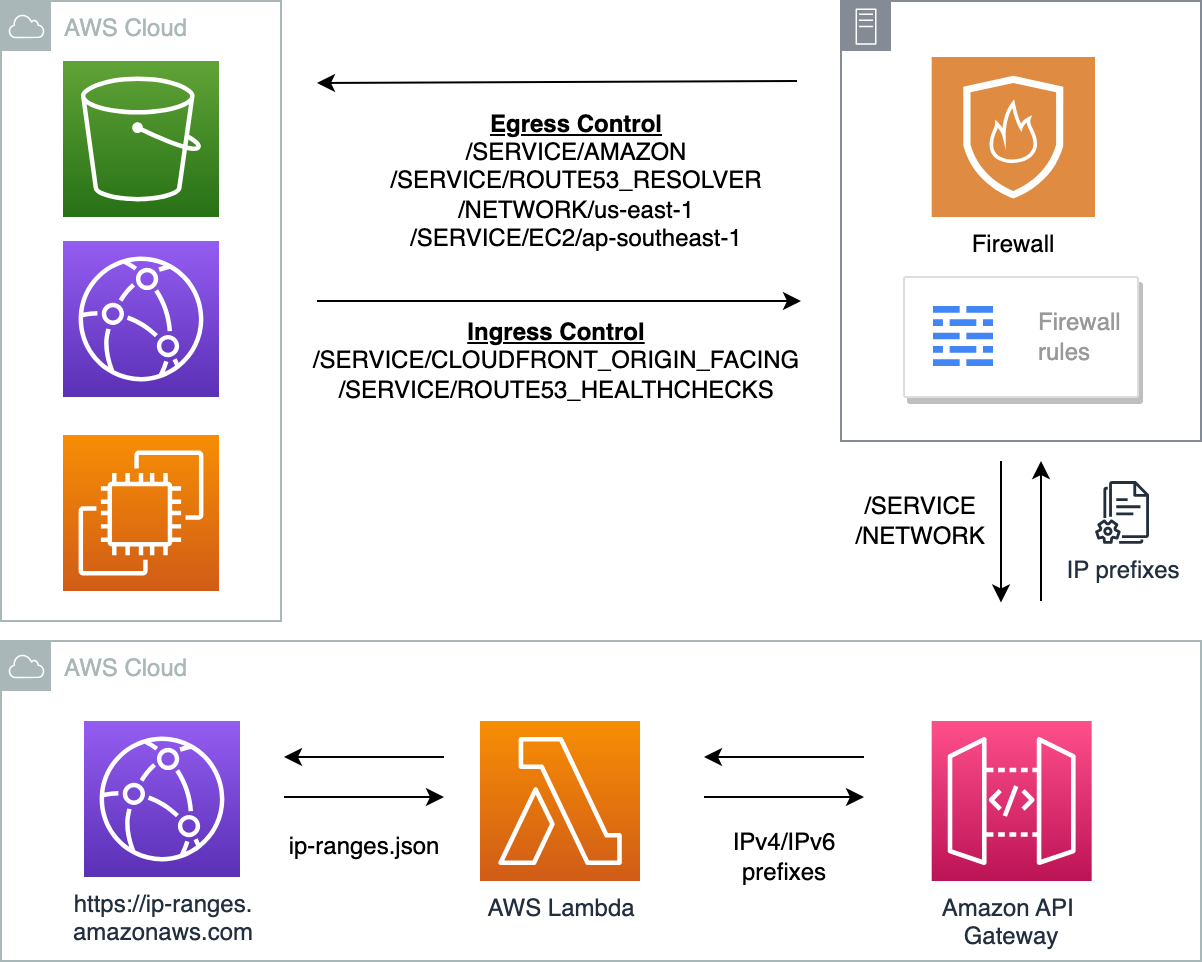 AWS Cloud
Egress Control
/SERVICE/AMAZON
/SERVICE/ROUTE53_RESOLVER
/NETWORK/us-east-1
/SERVICE/EC2/ap-southeast-1
Ingress Control
/SERVICE/CLOUDFRONT_ORIGIN_FACING
/SERVICE/ROUTE53_HEALTHCHECKS
Firewall
Firewall
rules
/SERVICE
/NETWORK
IP prefixes
AWS Cloud
https://ip-ranges.
amazonaws.com
ip-ranges.json
AWS Lambda
IPv4/IPv6
prefixes
</>
Amazon API
Gateway